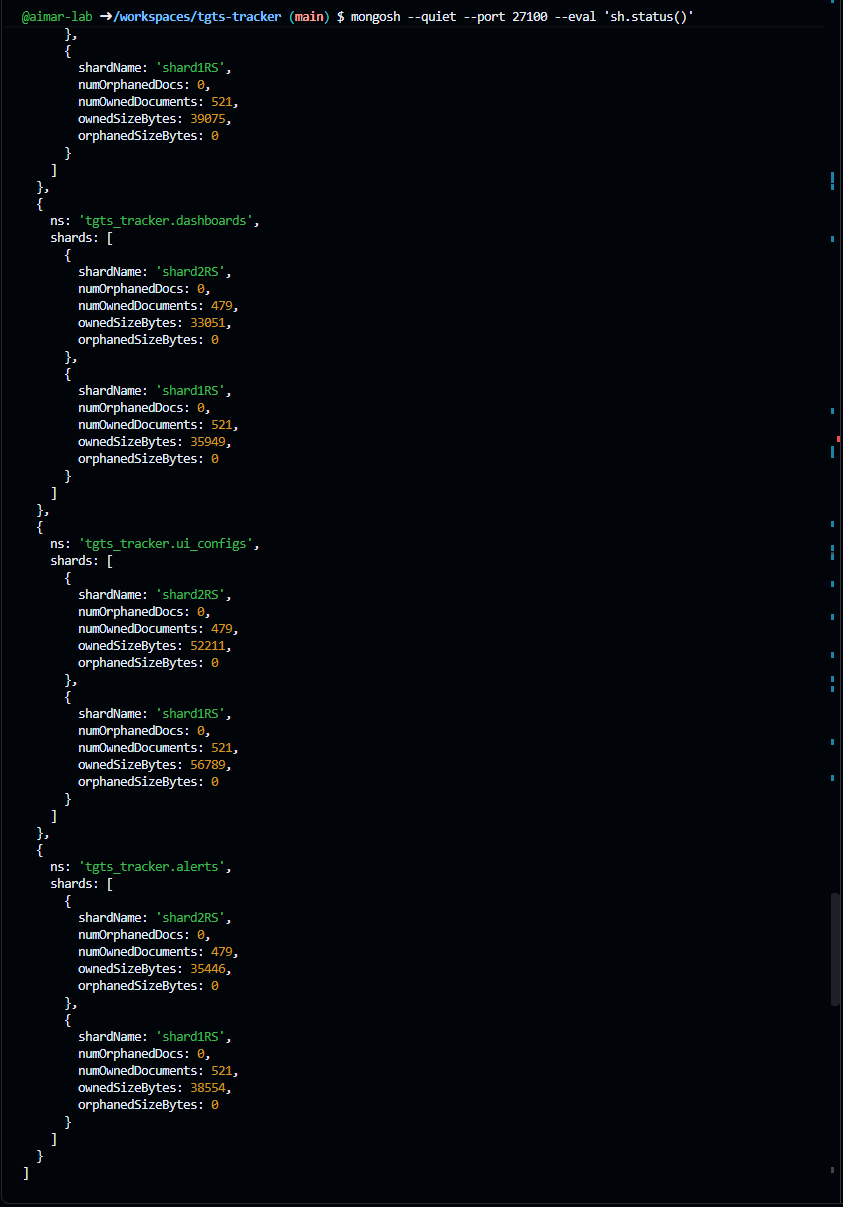 @aimar-lab ➜/workspaces/tgts-tracker (main) $ mongosh --quiet --port 27100 --eval 'sh.status()'
},
{
shardName: 'shard1RS',
numOrphanedDocs: 0,
numOwnedDocuments: 521,
ownedSizeBytes: 39075,
orphanedSizeBytes: 0
}
]
},
{
ns: 'tgts_tracker.dashboards',
shards: [
{
shardName: 'shard2RS',
numOrphanedDocs: 0,
numOwnedDocuments: 479,
ownedSizeBytes: 33051,
orphanedSizeBytes: 0
},
{
shardName: 'shard1RS',
numOrphanedDocs: 0,
numOwnedDocuments: 521,
ownedSizeBytes: 35949,
orphanedSizeBytes: 0
}
]
},
{
ns: 'tgts_tracker.ui_configs',
shards: [
{
shardName: 'shard2RS',
numOrphanedDocs: 0,
numOwnedDocuments: 479,
ownedSizeBytes: 52211,
orphanedSizeBytes: 0
},
{
shardName: 'shard1RS',
numOrphanedDocs: 0,
numOwnedDocuments: 521,
ownedSizeBytes: 56789,
orphanedSizeBytes: 0
}
]
},
{
ns: 'tgts_tracker.alerts',
shards: [
{
shardName: 'shard2RS',
numOrphanedDocs: 0,
numOwnedDocuments: 479,
ownedSizeBytes: 35446,
orphanedSizeBytes: 0
},
{
shardName: 'shard1RS',
numOrphanedDocs: 0,
numOwnedDocuments: 521,
ownedSizeBytes: 38554,
orphanedSizeBytes: 0
}
]
}
]